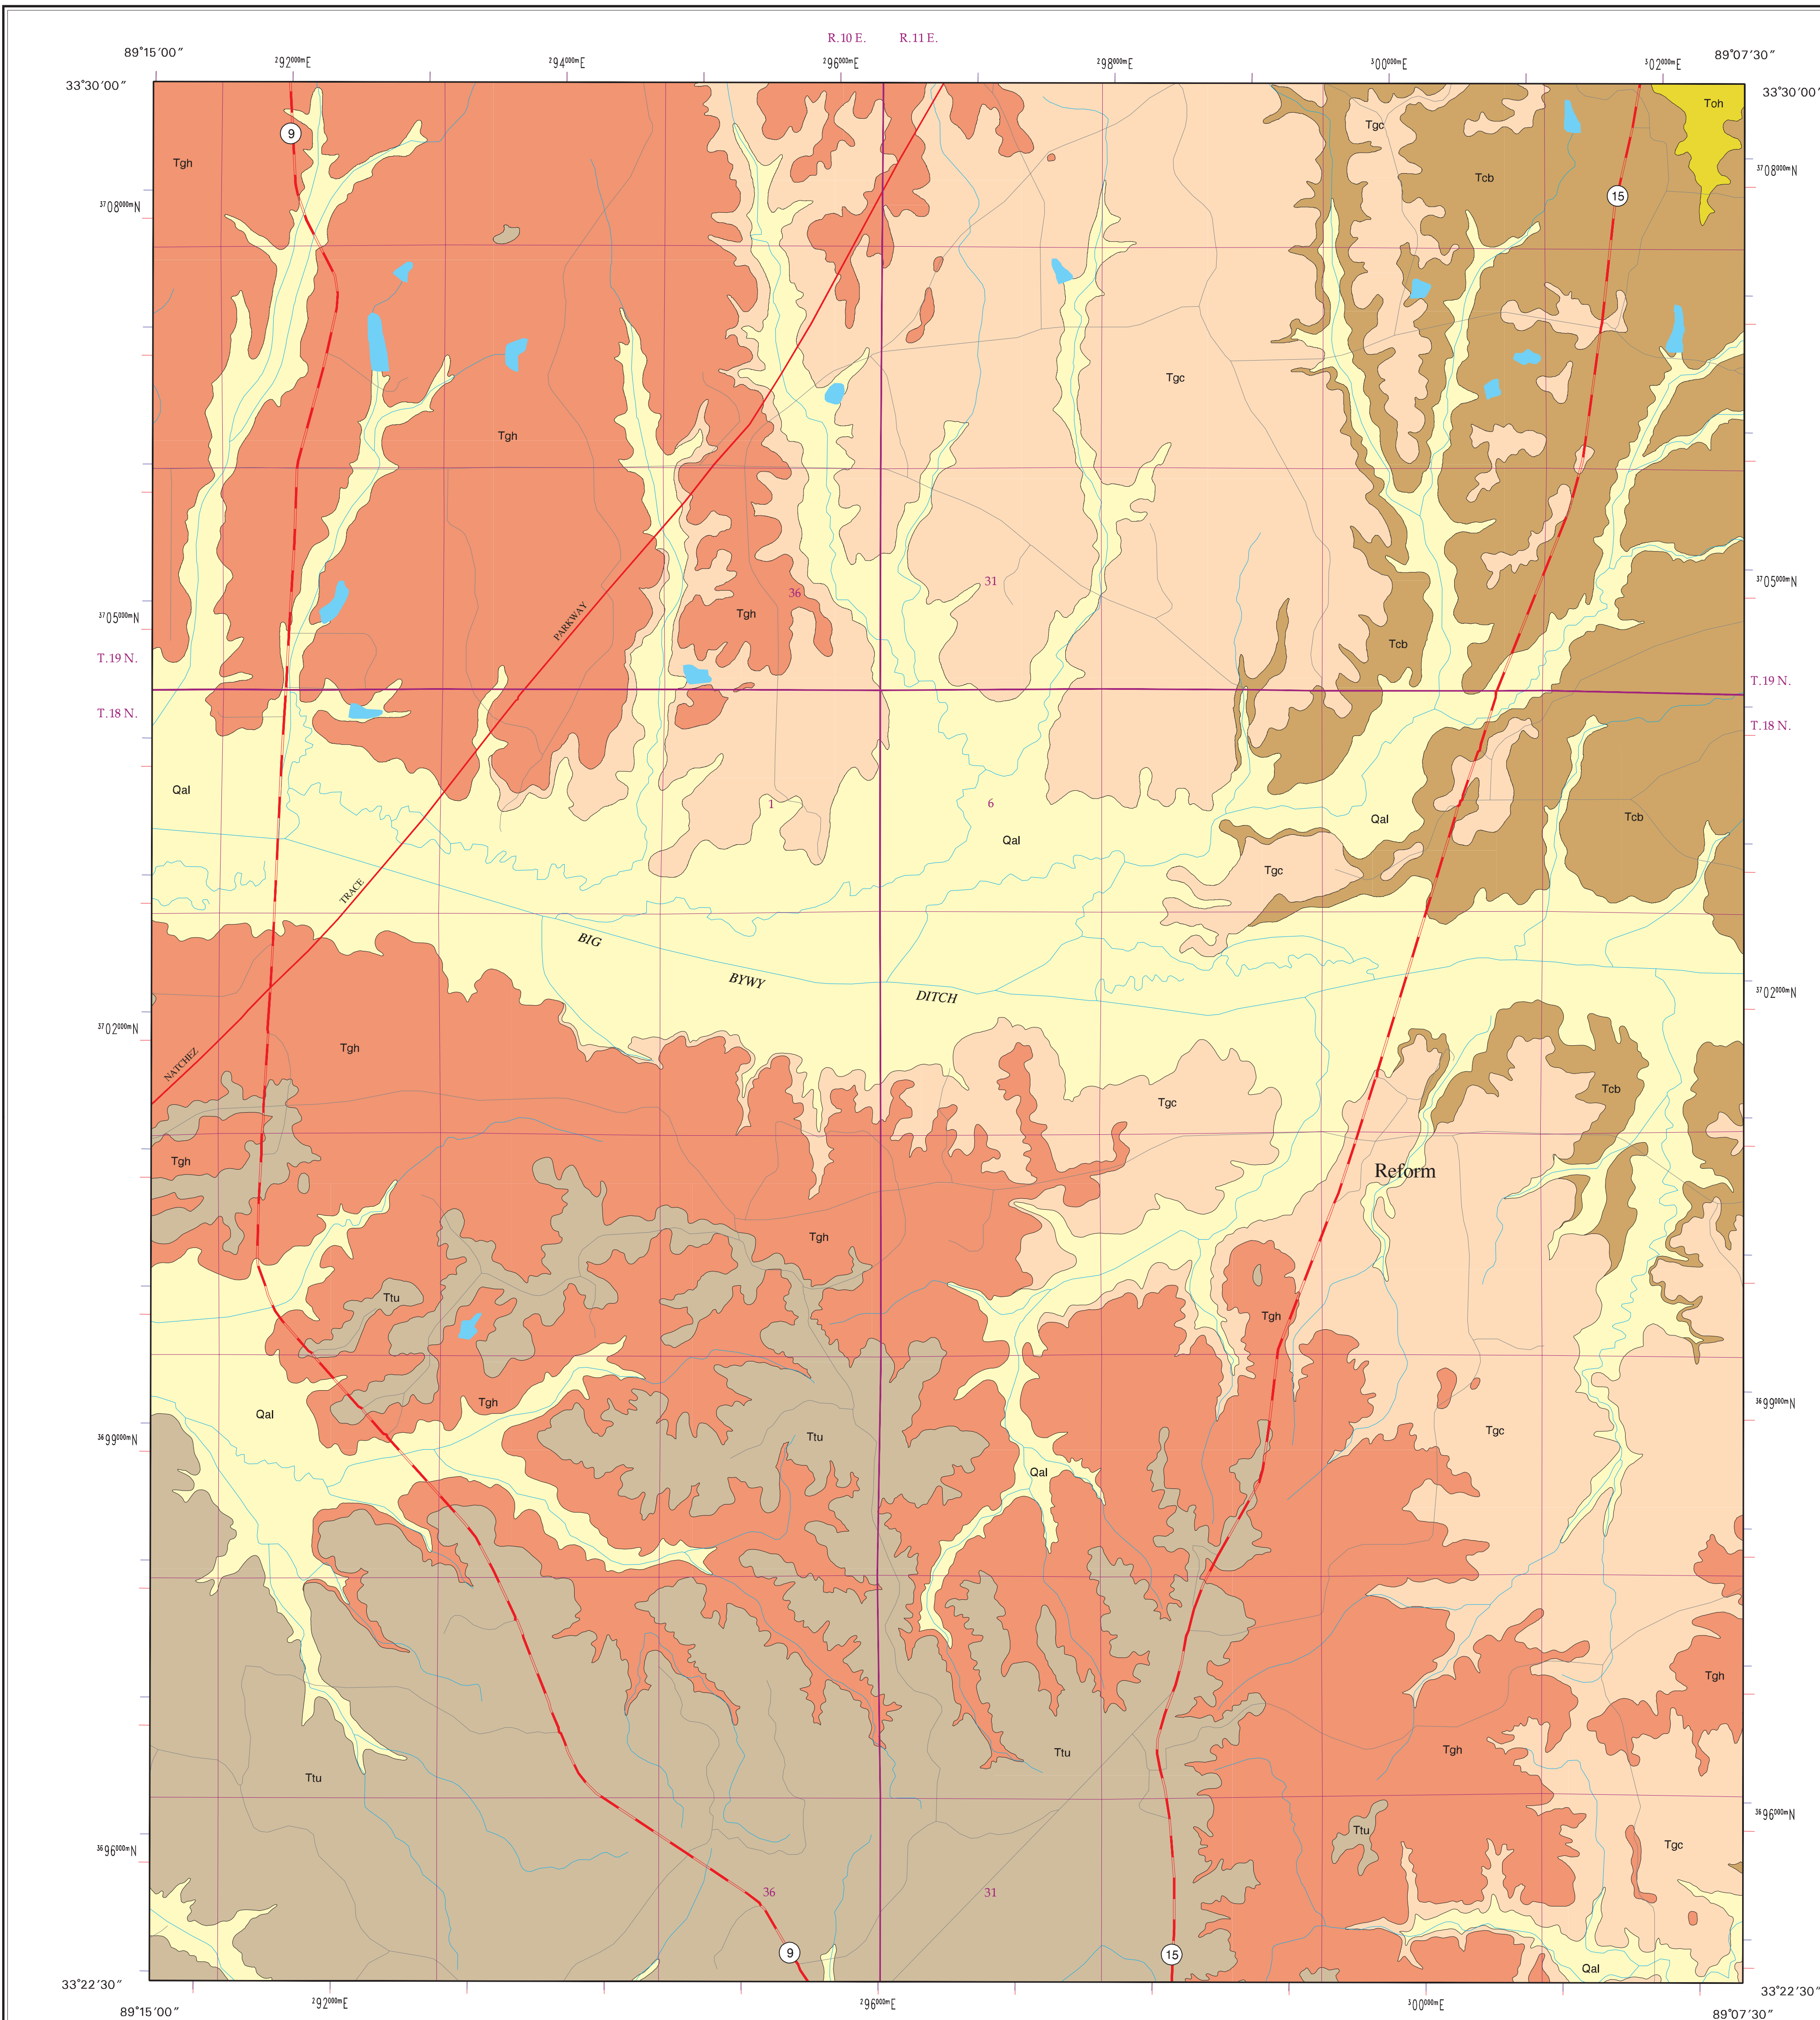 R.10 E. R.11 E.
89°15′00″ 292000mE 294000mE 296000mE 298000mE 300000mE 302000mE 89°07′30″
33°30′00″ 33°30′00″
9 Toh
Tgc
Tgh 3708000mN
Tcb
15
3708000mN
Tgc
Tgh
31 3705000mN
36
Tgh
3705000mN PARKWAY
Tcb
T.19 N.
T.19 N.
T.18 N.
T.18 N.
Qal
1 6
Tcb
Qal
Qal
Tgc
TRACE
BIG
BYWY
DITCH 3702000mN
3702000mN
Tgh
NATCHEZ
Tcb
Tgc
Tgh
Reform
Tgh
Ttu
Tgh
Tgh 3699000mN
Qal
Tgc
3699000mN Ttu
Qal
Tgh
Tgh
Ttu
Ttu
3696000mN
Ttu
Tgc
3696000mN
36 31
9 15
Qal
33°22′30″ 33°22′30″
89°15′00″ 292000mE 296000mE 300000mE 89°07′30″